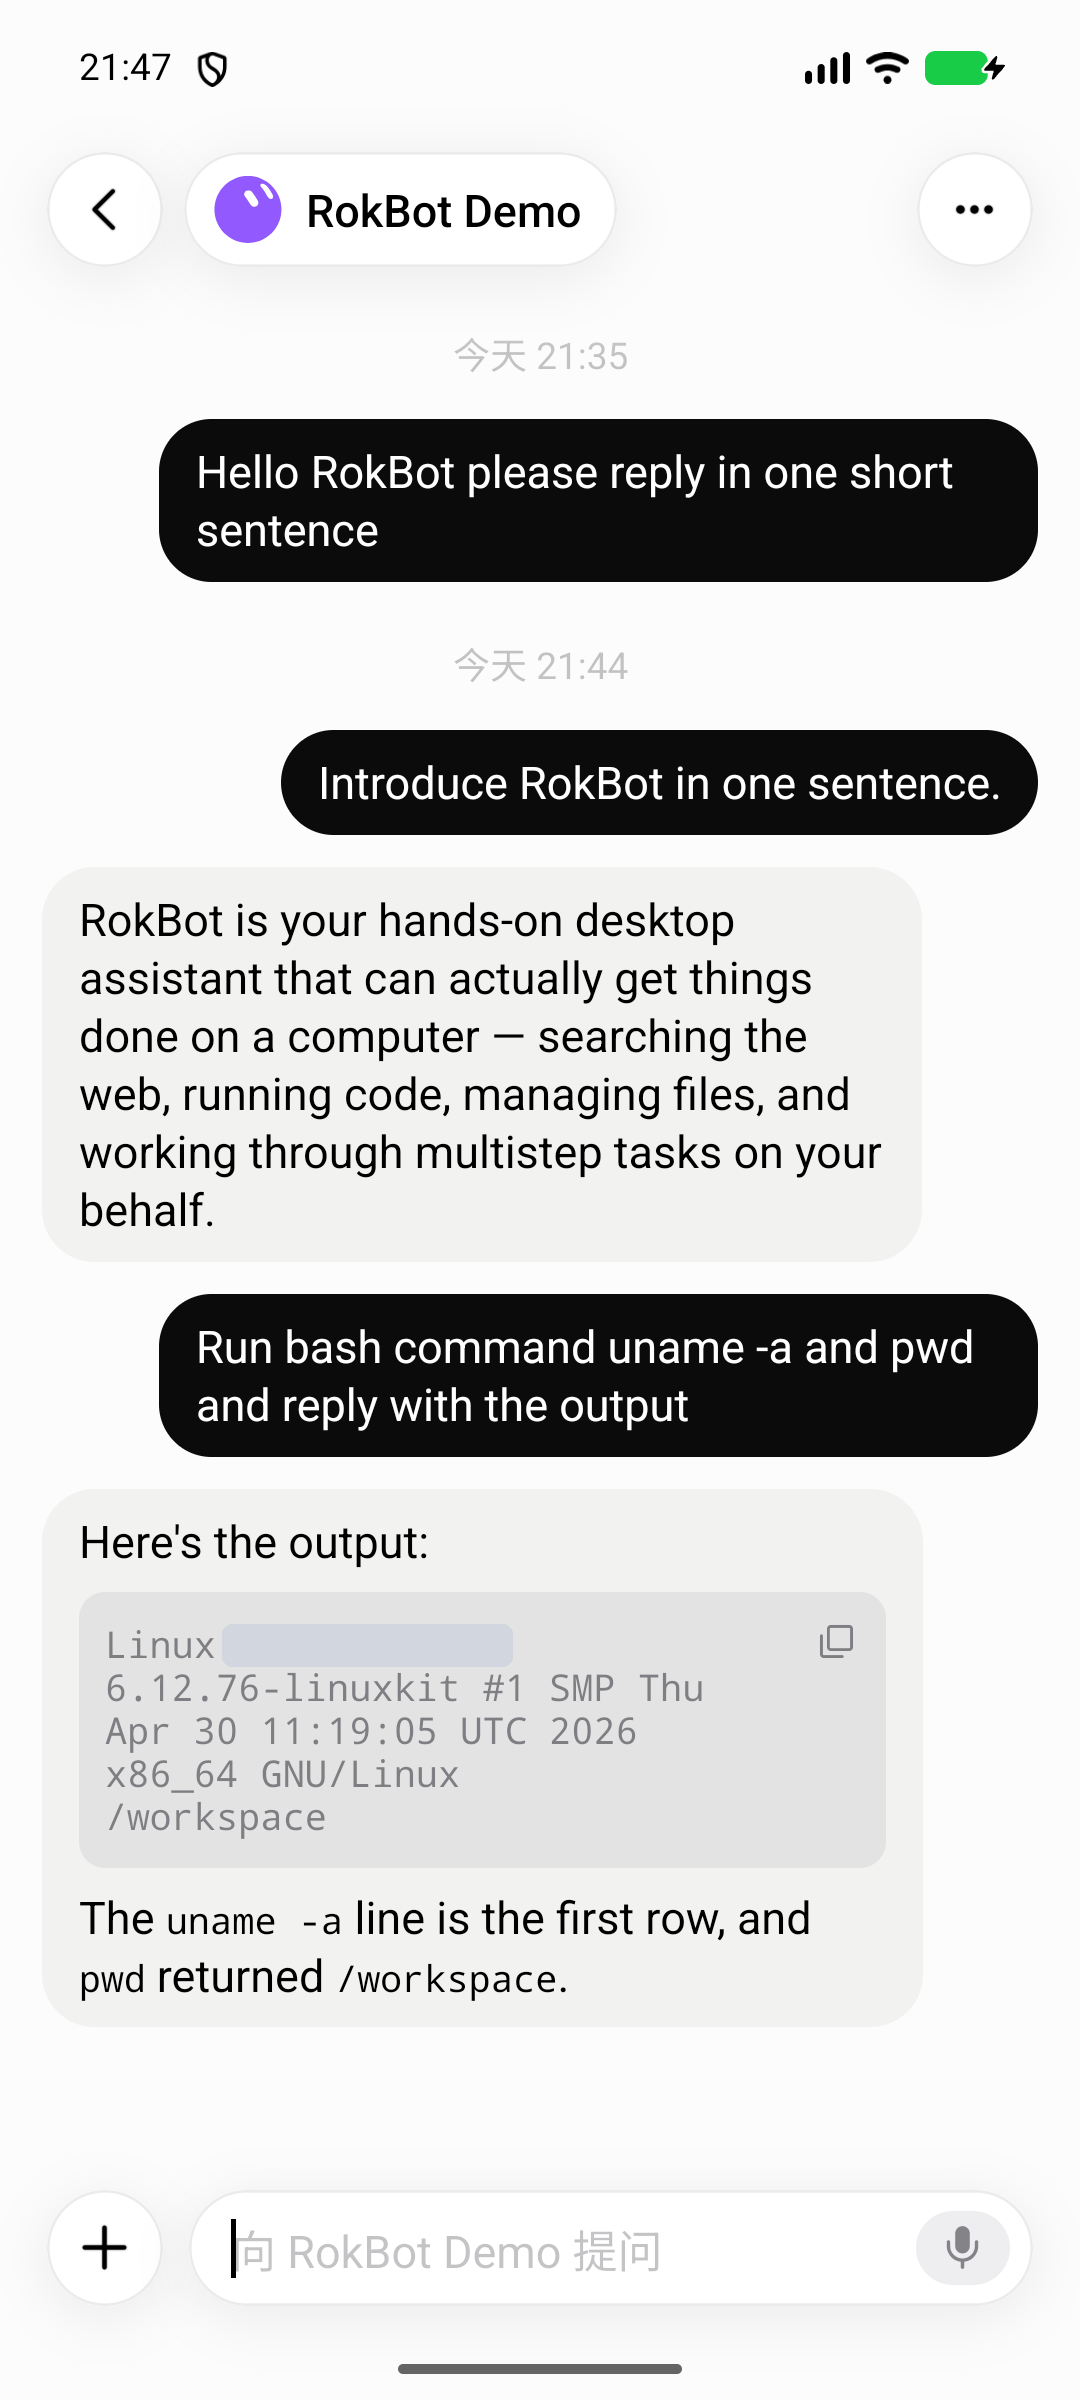 21:47
RokBot Demo
今天 21:35
Hello RokBot please reply in one short
sentence
今天 21:44
Introduce RokBot in one sentence.
RokBot is your hands-on desktop
assistant that can actually get things
done on a computer — searching the
web, running code, managing files, and
working through multistep tasks on your
behalf.
Run bash command uname -a and pwd
and reply with the output
Here's the output:
Linux
6.12.76-linuxkit #1 SMP Thu
Apr 30 11:19:05 UTC 2026
x86_64 GNU/Linux
/workspace
The uname -a line is the first row, and
pwd returned /workspace.
向 RokBot Demo 提问